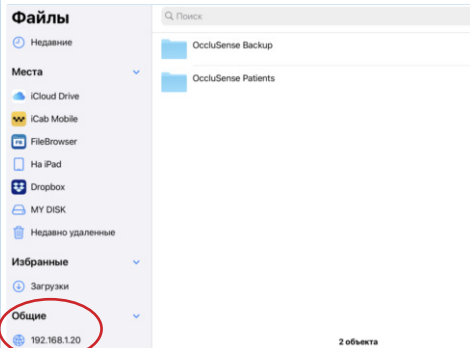 Файлы
Недавние
Места
iCloud Drive
iCab Mobile
FileBrowser
На iPad
Dropbox
MY DISK
Недавно удаленные
Избранные
Загрузки
Общие
192.168.1.20
Поиск
OccluSense Backup
OccluSense Patients
2 объекта